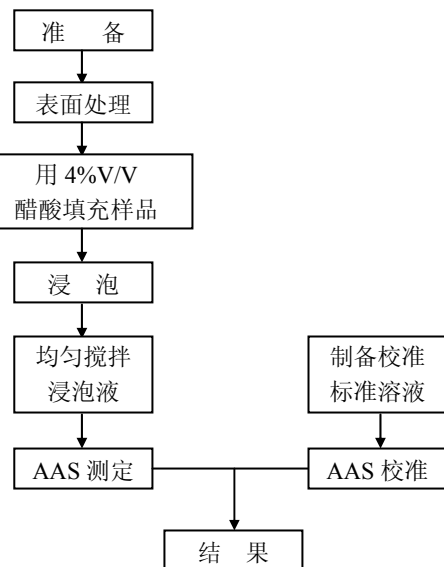 准 备
表面处理
用 4%V/V
醋酸填充样品
浸 泡
均匀搅拌
浸泡液
制备校准
标准溶液
AAS 测定
AAS 校准
结 果